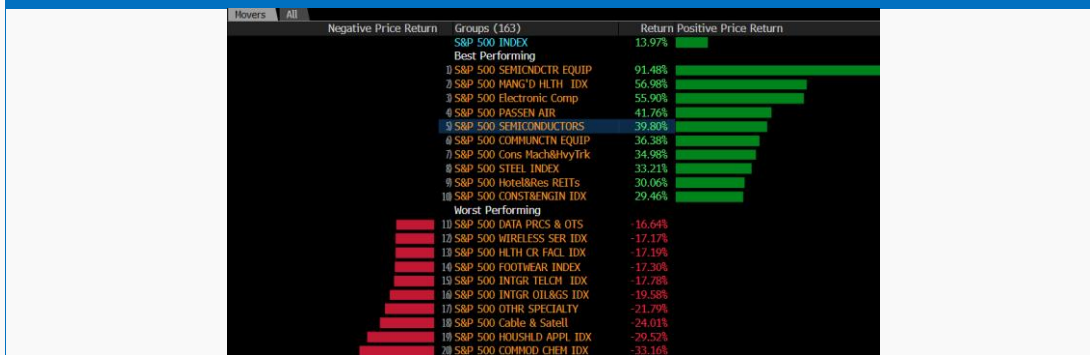 Movers All
Negative Price Return Groups (163) Return Positive Price Return
S&P 500 INDEX 13.97%
Best Performing
1) S&P 500 SEMICNDCTR EQUIP 91.48%
2) S&P 500 MANG'D HLTH IDX 56.98%
3) S&P 500 Electronic Comp 55.90%
4) S&P 500 PASSEN AIR 41.76%
5) S&P 500 SEMICONDUCTORS 39.80%
6) S&P 500 COMMUNCTN EQUIP 36.38%
7) S&P 500 Cons Mach&HvyTrk 34.98%
8) S&P 500 STEEL INDEX 33.21%
9) S&P 500 Hotel&Res REITs 30.06%
10) S&P 500 CONST&ENGIN IDX 29.46%
Worst Performing
11) S&P 500 DATA PRCS & OTS -16.64%
12) S&P 500 WIRELESS SER IDX -17.17%
13) S&P 500 HLTH CR FACL IDX -17.19%
14) S&P 500 FOOTWEAR INDEX -17.30%
15) S&P 500 INTGR TELCM IDX -17.78%
16) S&P 500 INTGR OIL&GS IDX -19.58%
17) S&P 500 OTHR SPECIALTY -21.79%
18) S&P 500 Cable & Satell -24.01%
19) S&P 500 HOUSHLD APPL IDX -29.52%
20) S&P 500 COMMOD CHEM IDX -33.16%